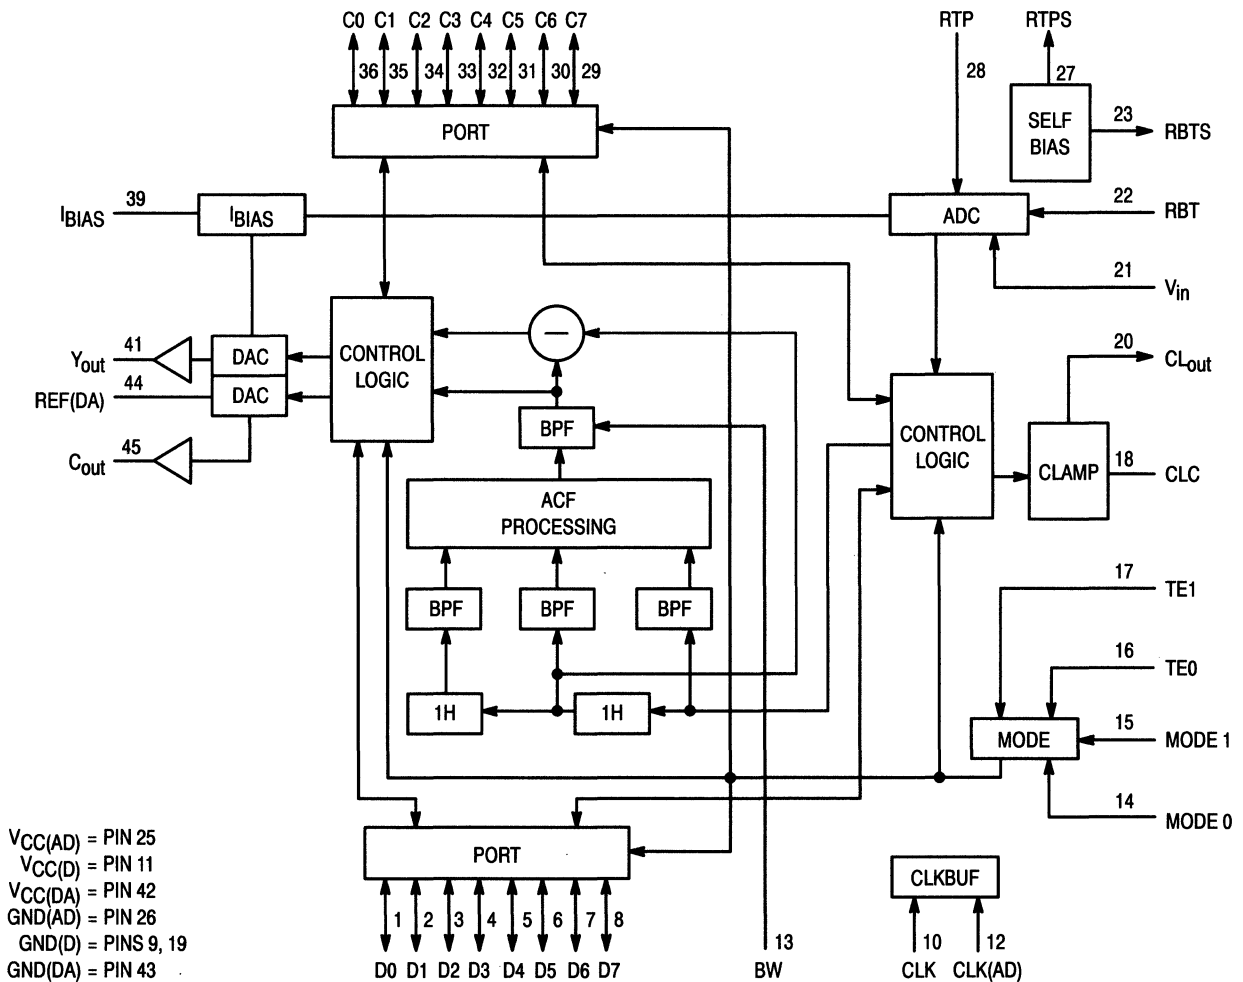 C0 C1 C2 C3 C4 C5 C6 C7
RTP
RTPS
36 35 34 33 32 31 30 29
28
27
PORT
SELF
BIAS
23
RBTS
39
IBIAS
IBIAS
ADC
22
RBT
21
Vin
41
Yout
DAC
CONTROL
LOGIC
—
20
CLout
44
REF(DA)
DAC
BPF
CONTROL
LOGIC
45
Cout
CLAMP
18
CLC
ACF
PROCESSING
17
TE1
BPF
BPF
BPF
16
TE0
1H
1H
MODE
15
MODE 1
14
MODE 0
VCC(AD) = PIN 25
VCC(D) = PIN 11
VCC(DA) = PIN 42
GND(AD) = PIN 26
GND(D) = PINS 9, 19
GND(DA) = PIN 43
PORT
CLKBUF
1 2 3 4 5 6 7 8
13
10
12
D0 D1 D2 D3 D4 D5 D6 D7
BW
CLK
CLK(AD)